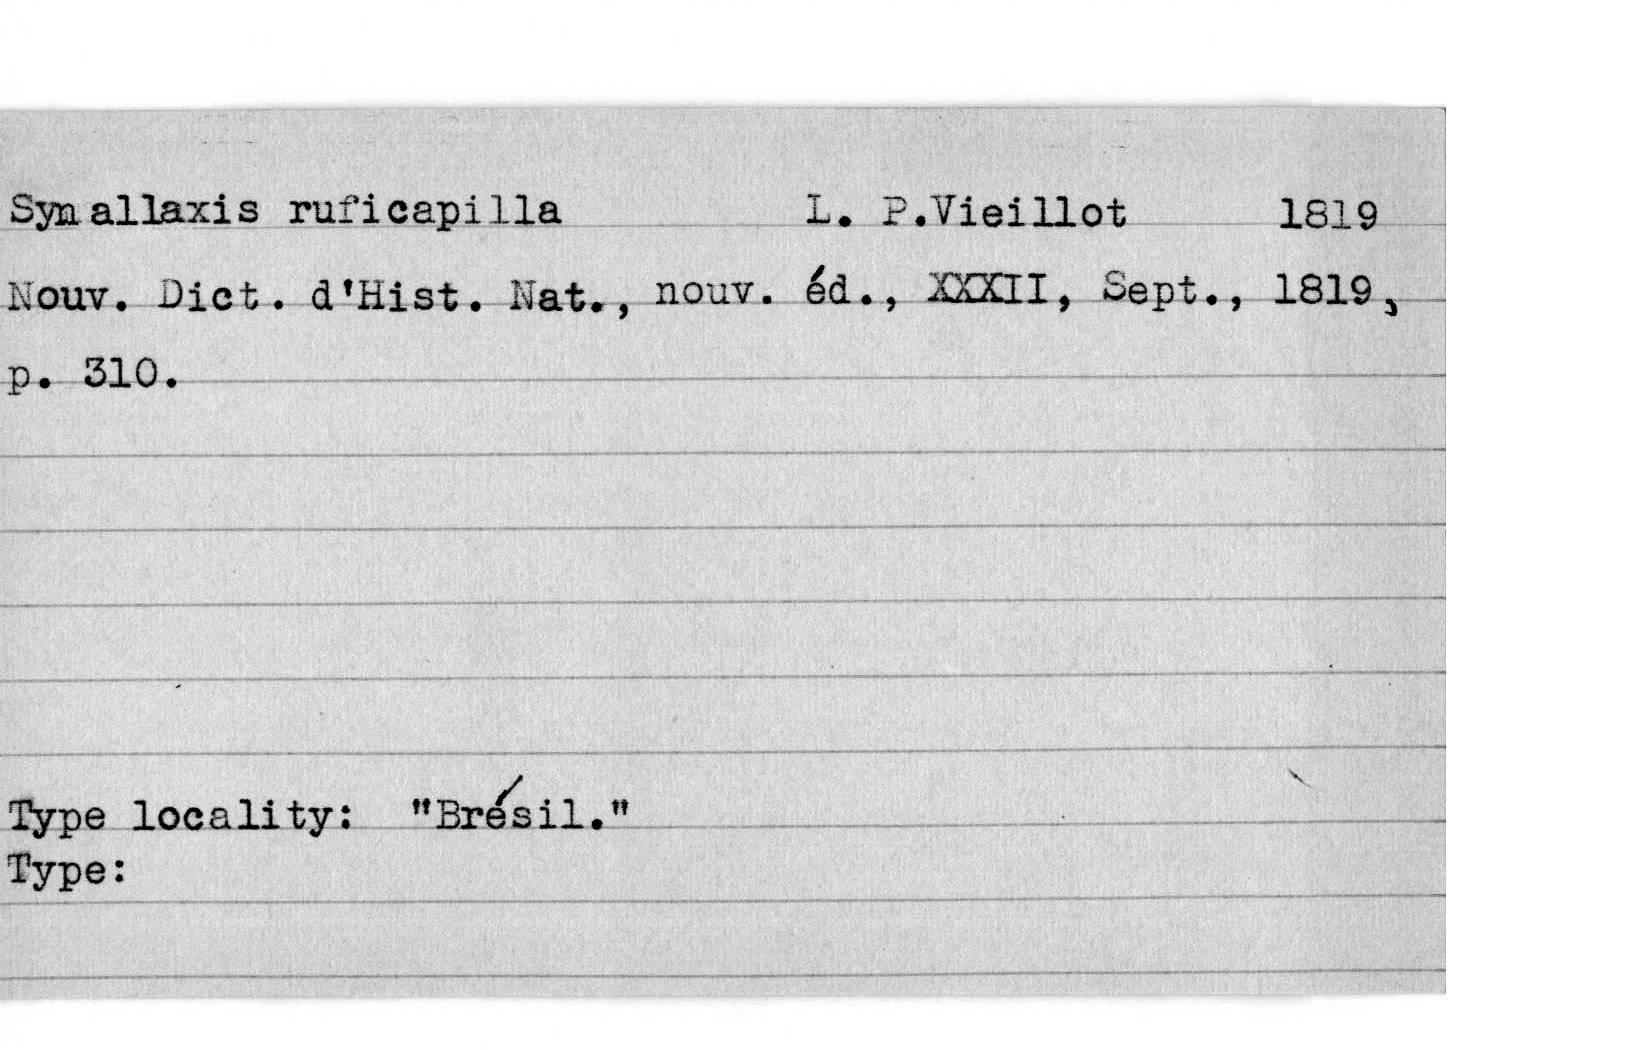 Synallaxis ruficapilla L. P.Vieillot 1819
Nouv. Dict. d'Hist. Nat., nouv. éd., XXXII, Sept., 1819,
p. 310.
Type locality: "Brésil."
Type: